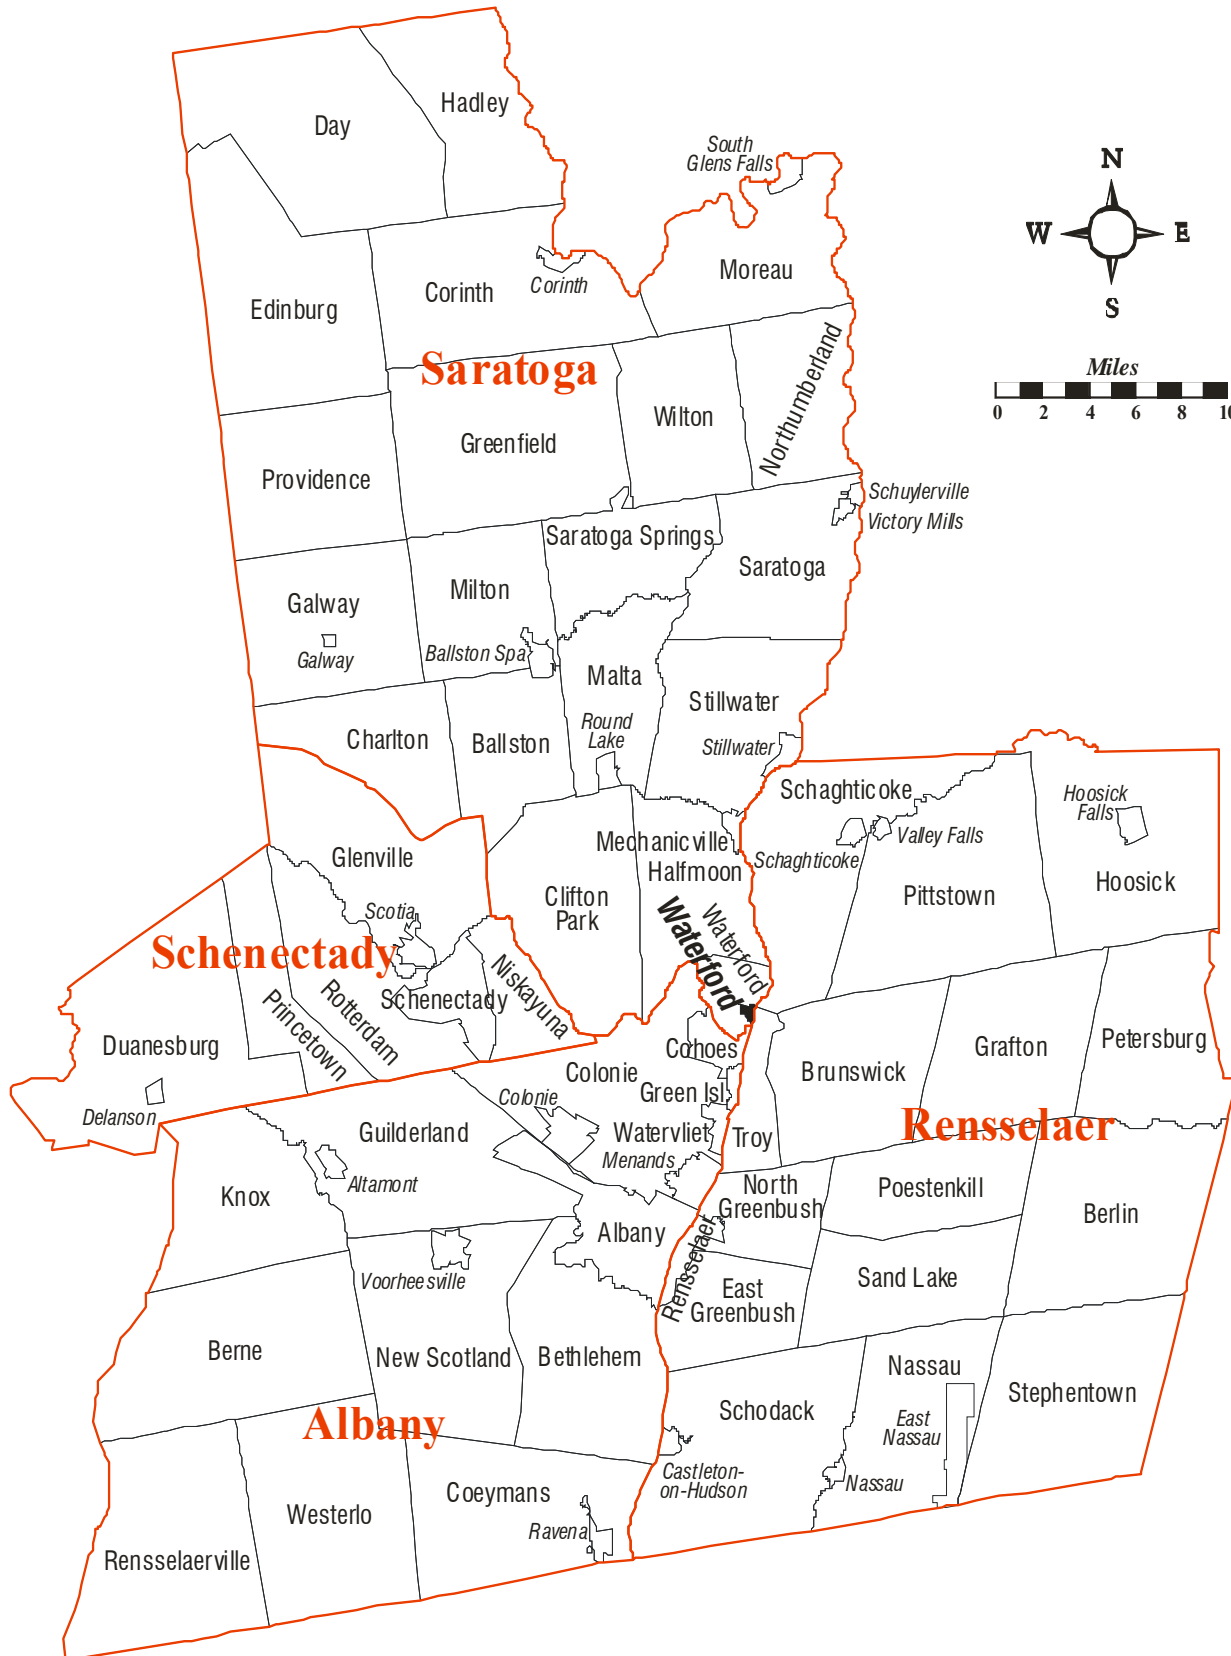 Day
Hadley
South
Glens Falls
N
W
E
S
Moreau
Corinth
Corinth
Edinburg
Saratoga
Northumberland
Miles
0 2 4 6 8 10
Wilton
Greenfield
Providence
Schuylerville
Victory Mills
Saratoga Springs
Saratoga
Milton
Galway
Galway
Ballston Spa
Malta
Stillwater
Round
Lake
Stillwater
Charlton
Ballston
Schaghticoke
Hoosick
Falls
Mechanicville
Valley Falls
Schaghticoke
Halfmoon
Glenville
Hoosick
Pittstown
Clifton
Park
Scotia
Waterford
Waterford
Schenectady
Niskayuna
Schenectady
Rotterdam
Princetown
Duanesburg
Delanson
Cohoes
Petersburg
Grafton
Brunswick
Colonie
Green Isl.
Colonie
Rensselaer
Guilderland
Watervliet
Troy
Menands
Altamont
Knox
North
Greenbush
Poestenkill
Berlin
Albany
Rensselaer
Voorheesville
Sand Lake
East
Greenbush
Berne
New Scotland
Bethlehem
Nassau
Stephentown
Schodack
Albany
East
Nassau
Castleton-
on-Hudson
Nassau
Coeymans
Westerlo
Ravena
Rensselaerville